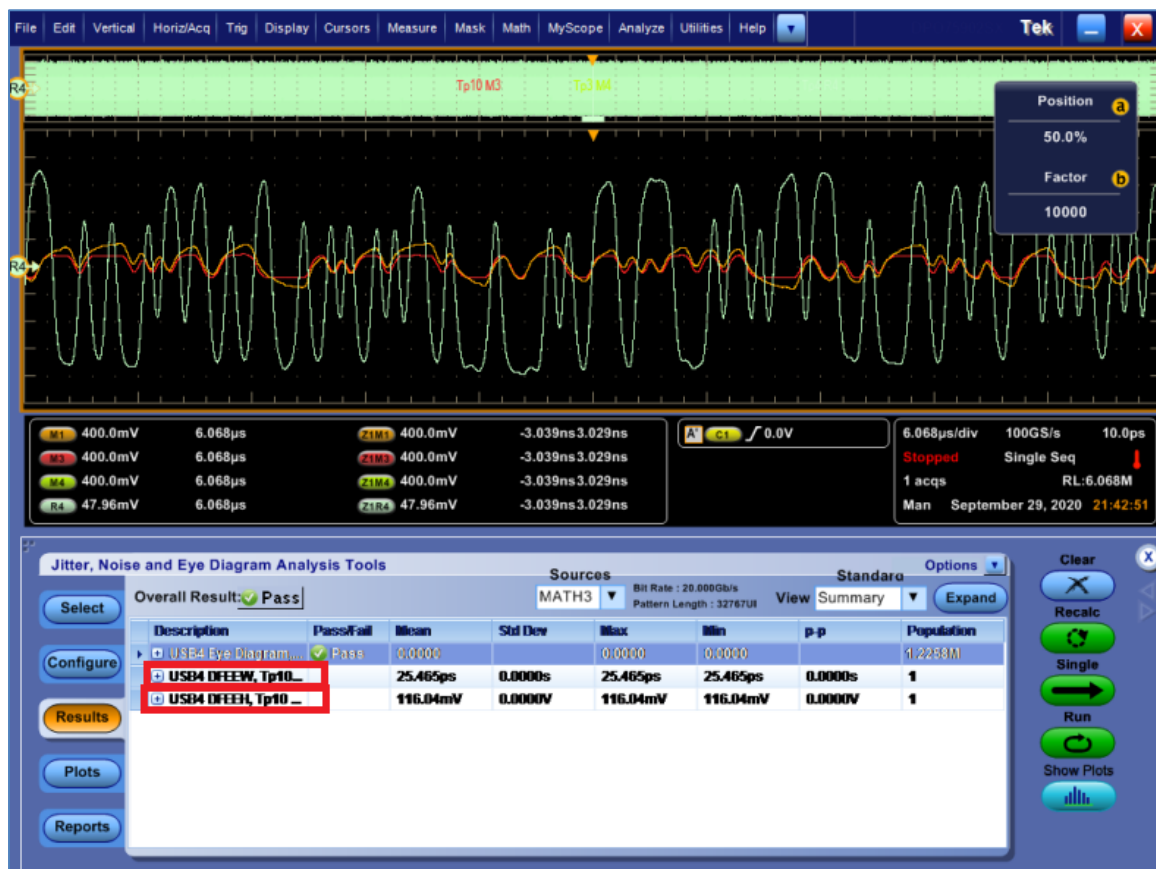 File Edit Vertical Horiz/Acq Trig Display Cursors Measure Mask Math MyScope Analyze Utilities Help Tek X
R4 Tp10 M3 Tp3 M4
Position a
50.0%
Factor b
10000
R4
M1 400.0mV 6.068µs Z1M1 400.0mV -3.039ns3.029ns A' C1 0.0V 6.068µs/div 100GS/s 10.0ps
M3 400.0mV 6.068µs Z1M3 400.0mV -3.039ns3.029ns Stopped Single Seq
M4 400.0mV 6.068µs Z1M4 400.0mV -3.039ns3.029ns 1 acqs RL:6.068M
R4 47.96mV 6.068µs Z1R4 47.96mV -3.039ns3.029ns Man September 29, 2020 21:42:51
Jitter, Noise and Eye Diagram Analysis Tools Options Clear X
Select Overall Result: Pass Sources MATH3 Bit Rate : 20.000Gb/s
Pattern Length : 32767UI View Standard Summary Expand Recalc
Description Pass/Fail Mean Std Dev Max Min p-p Population
USB4 Eye Diagram.... Pass 0.0000 0.0000 0.0000 1.2258M
Configure USB4 DFEEW, Tp10... 25.465ps 0.0000s 25.465ps 25.465ps 0.0000s 1 Single
USB4 DFEEH, Tp10 ... 116.04mV 0.0000V 116.04mV 116.04mV 0.0000V 1
Results Run
Plots Show Plots
Reports